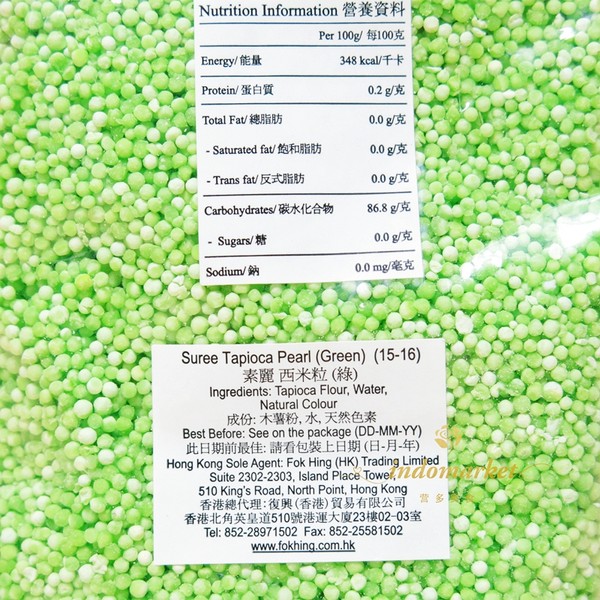 Nutrition Information 營養資料
Per 100g/ 每100克
Energy/能量 348 kcal/千卡
Protein/ 蛋白質 0.2 g/克
Total Fat/ 總脂肪 0.0 g/克
- Saturated fat/ 飽和脂肪 0.0 g/克
- Trans fat/ 反式脂肪 0.0 g/克
Carbohydrates/ 碳水化合物 86.8 g/克
- Sugars/ 糖 0.0 g/克
Sodium/ 鈉 0.0 mg/毫克
Suree Tapioca Pearl (Green) (15-16)
素麗 西米粒 (綠)
Ingredients: Tapioca Flour, Water,
Natural Colour
成份: 木薯粉, 水, 天然色素
Best Before: See on the package (DD-MM-YY)
此日期前最佳: 請看包裝上日期 (日-月-年)
Hong Kong Sole Agent: Fok Hing (HK) Trading Limited
Suite 2302-2303, Island Place Tower,
510 King's Road, North Point, Hong Kong
香港總代理: 復興 (香港) 貿易有限公司
香港北角英皇道510號港運大廈23樓02-03室
Tel: 852-28971502 Fax: 852-25581502
www.fokhing.com.hk
indomarket